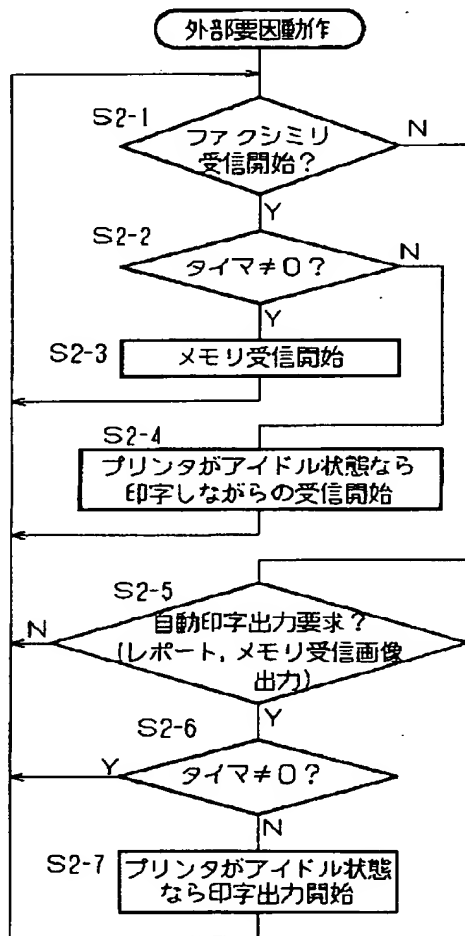 外部要因動作
S2-1
ファクシミリ
受信開始？
N
Y
S2-2
タイマ≠0？
N
Y
S2-3
メモリ受信開始
S2-4
プリンタがアイドル状態なら
印字しながらの受信開始
S2-5
自動印字出力要求？
(レポート，メモリ受信画像
出力)
N
Y
S2-6
タイマ≠0？
Y
N
S2-7
プリンタがアイドル状態
なら印字出力開始